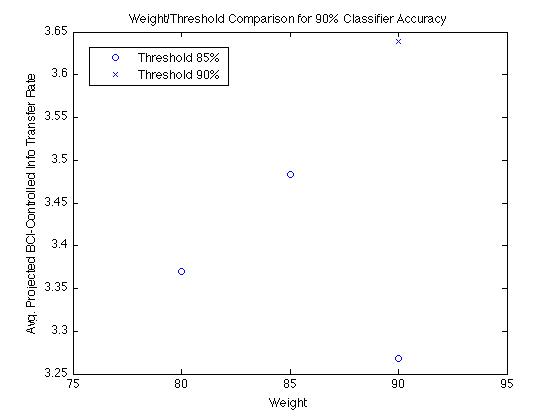 Weight/Threshold Comparison for 90% Classifier Accuracy
3.65
3.6
3.55
3.5
3.45
3.4
3.35
3.3
3.25
Avg. Projected BCI-Controlled Info Transfer Rate
Threshold 85%
Threshold 90%
75
80
85
90
95
Weight